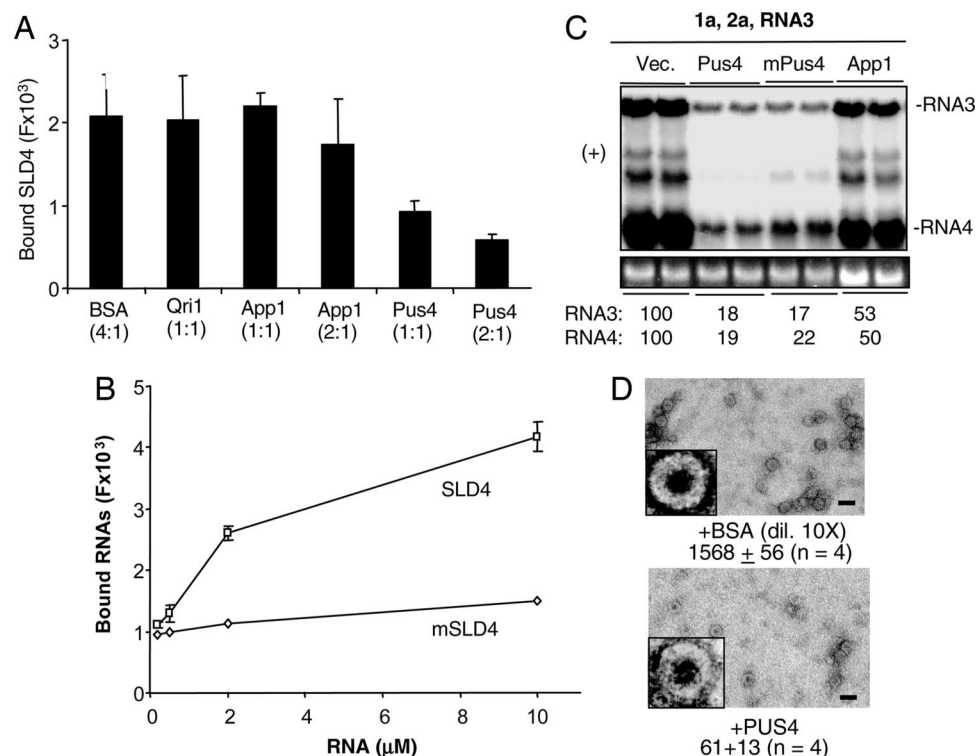 A
Bound SLD4 (Fx10³)
3
2
1
0
BSA (4:1)
Qri1 (1:1)
App1 (1:1)
App1 (2:1)
Pus4 (1:1)
Pus4 (2:1)
B
Bound RNAs (Fx10³)
5
4
3
2
1
0
SLD4
mSLD4
0 2 4 6 8 10
RNA (μM)
C
1a, 2a, RNA3
Vec. Pus4 mPus4 App1
-RNA3
(+)
-RNA4
RNA3: 100 18 17 53
RNA4: 100 19 22 50
D
+BSA (dil. 10X)
1568 ± 56 (n = 4)
+PUS4
61+13 (n = 4)